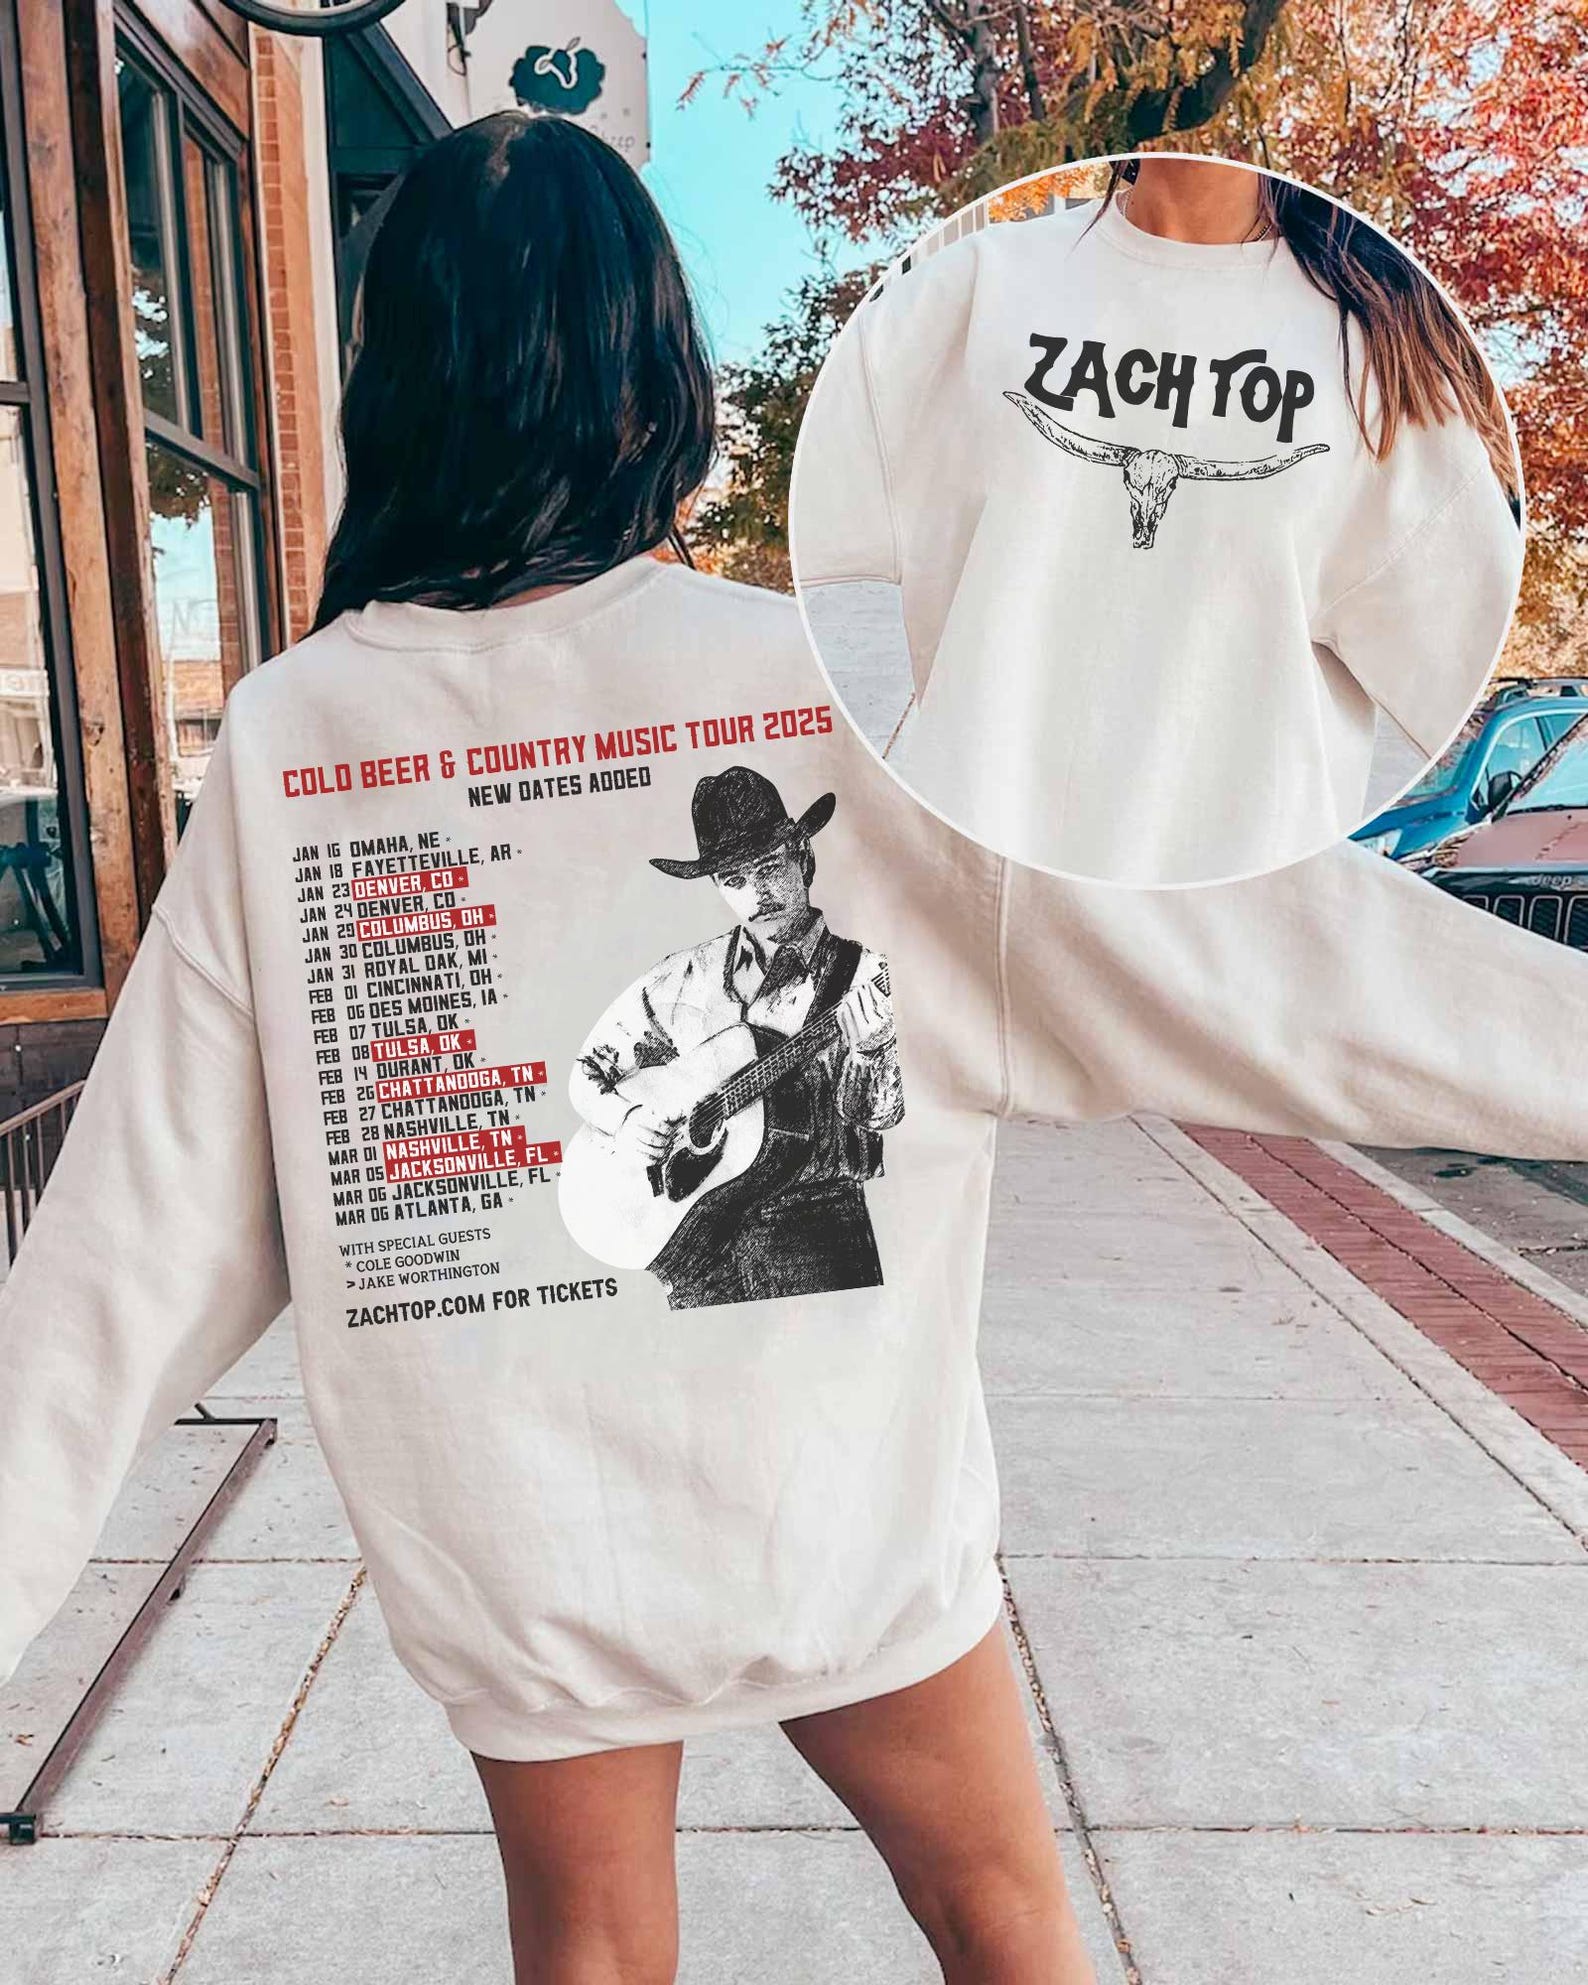 ZACH TOP
COLD BEER & COUNTRY MUSIC TOUR 2025
NEW DATES ADDED
JAN 16 OMAHA, NE *
JAN 18 FAYETTEVILLE, AR *
JAN 23 DENVER, CO *
JAN 24 DENVER, CO *
JAN 29 COLUMBUS, OH *
JAN 30 COLUMBUS, OH *
JAN 31 ROYAL OAK, MI *
FEB 01 CINCINNATI, OH *
FEB 06 DES MOINES, IA *
FEB 07 TULSA, OK *
FEB 08 TULSA, OK *
FEB 14 DURANT, OK *
FEB 26 CHATTANOOGA, TN *
FEB 27 CHATTANOOGA, TN *
FEB 28 NASHVILLE, TN *
MAR 01 NASHVILLE, TN *
MAR 05 JACKSONVILLE, FL *
MAR 06 JACKSONVILLE, FL *
MAR 06 ATLANTA, GA *
WITH SPECIAL GUESTS
* COLE GOODWIN
> JAKE WORTHINGTON
ZACHTOP.COM FOR TICKETS
Jeep